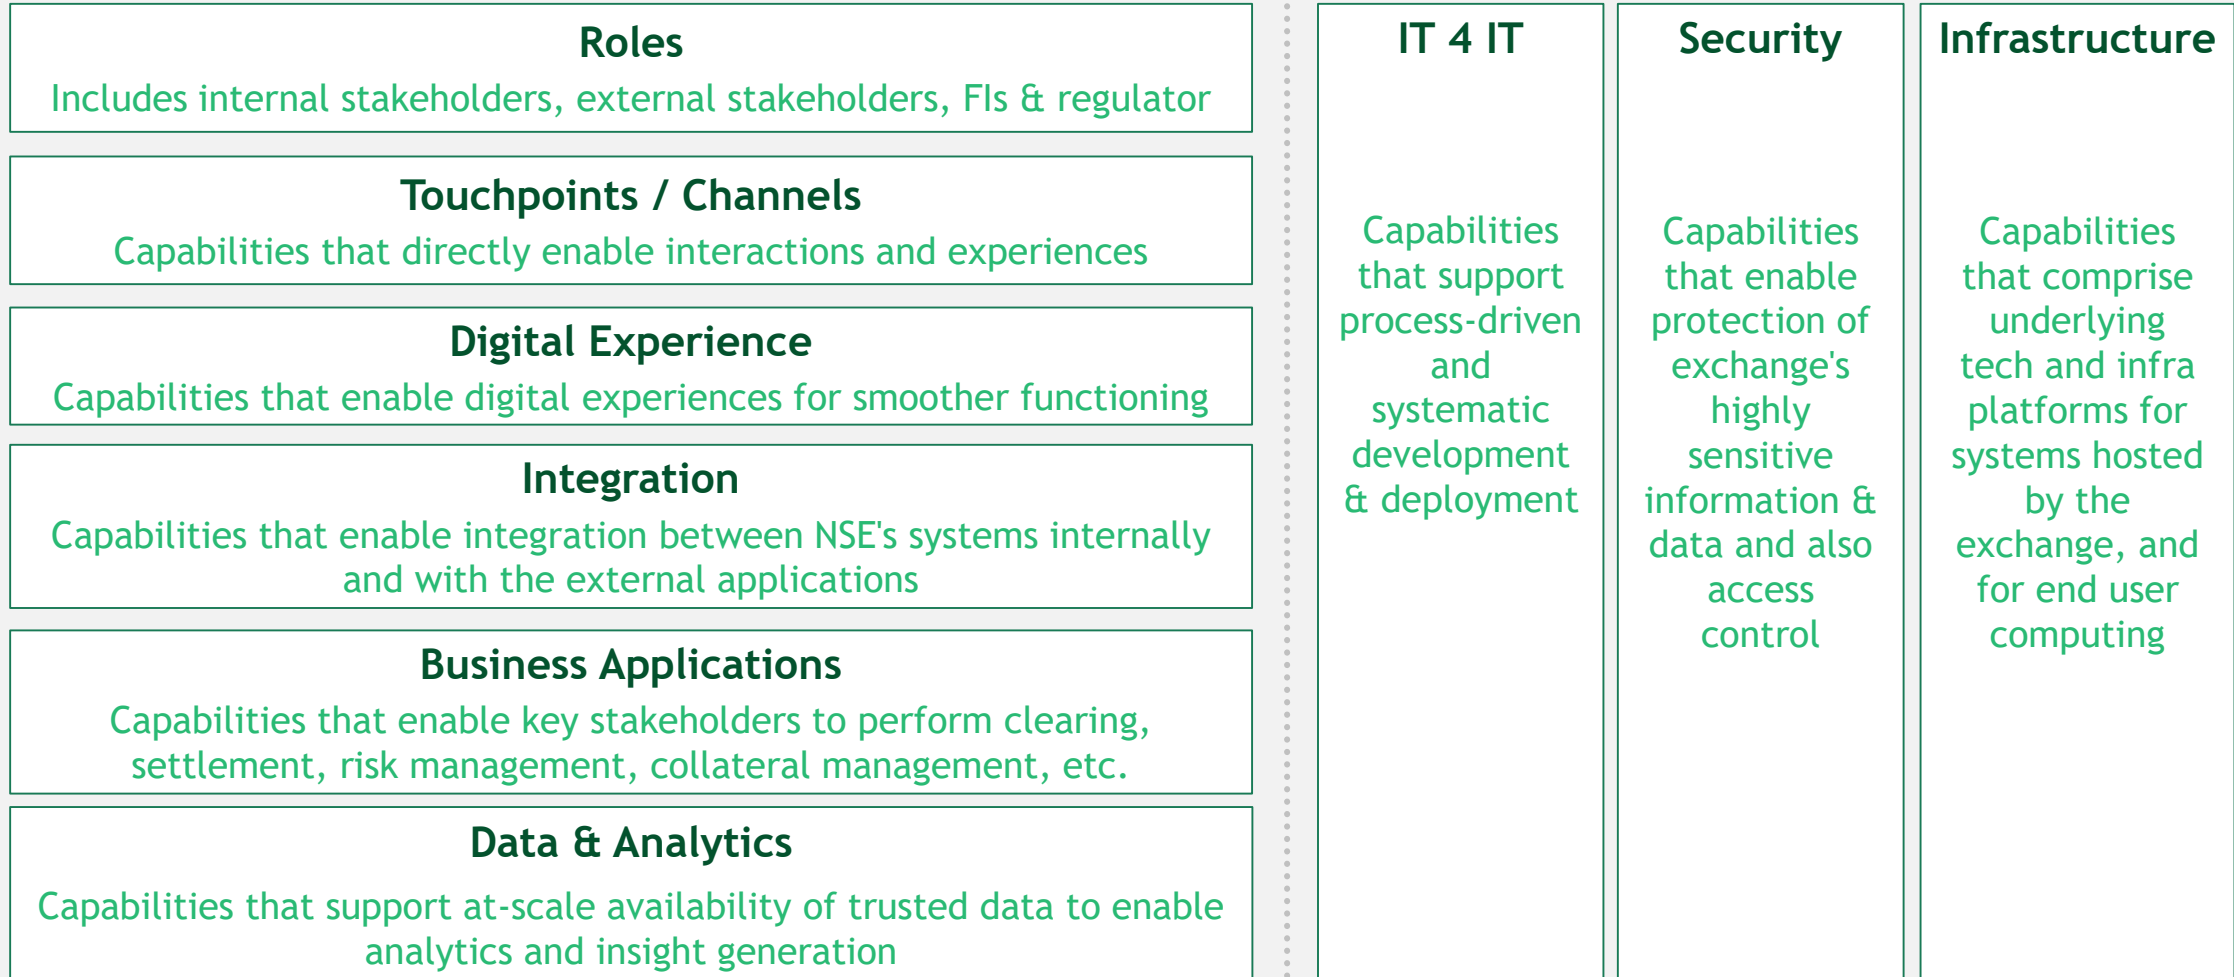 Roles
Includes internal stakeholders, external stakeholders, FIs & regulator
Touchpoints / Channels
Capabilities that directly enable interactions and experiences
Digital Experience
Capabilities that enable digital experiences for smoother functioning
Integration
Capabilities that enable integration between NSE's systems internally
and with the external applications
Business Applications
Capabilities that enable key stakeholders to perform clearing,
settlement, risk management, collateral management, etc.
Data & Analytics
Capabilities that support at-scale availability of trusted data to enable
analytics and insight generation
IT 4 IT
Capabilities
that support
process-driven
and
systematic
development
& deployment
Security
Capabilities
that enable
protection of
exchange's
highly
sensitive
information &
data and also
access
control
Infrastructure
Capabilities
that comprise
underlying
tech and infra
platforms for
systems hosted
by the
exchange, and
for end user
computing